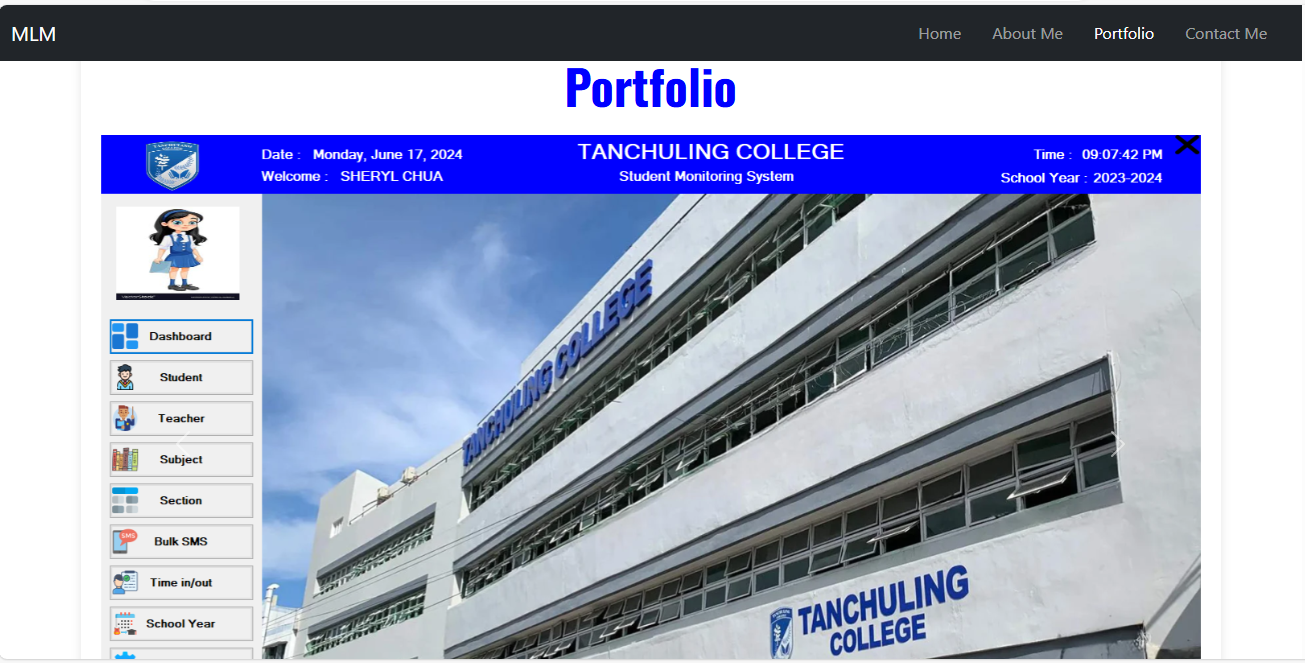 MLM
Home About Me Portfolio Contact Me
Portfolio
Date : Monday, June 17, 2024
Welcome : SHERYL CHUA
TANCHULING COLLEGE
Student Monitoring System
Time : 09:07:42 PM
School Year : 2023-2024
Dashboard
Student
Teacher
Subject
Section
Bulk SMS
SMS
Time in/out
School Year
TANCHULING COLLEGE
TANCHULING
COLLEGE